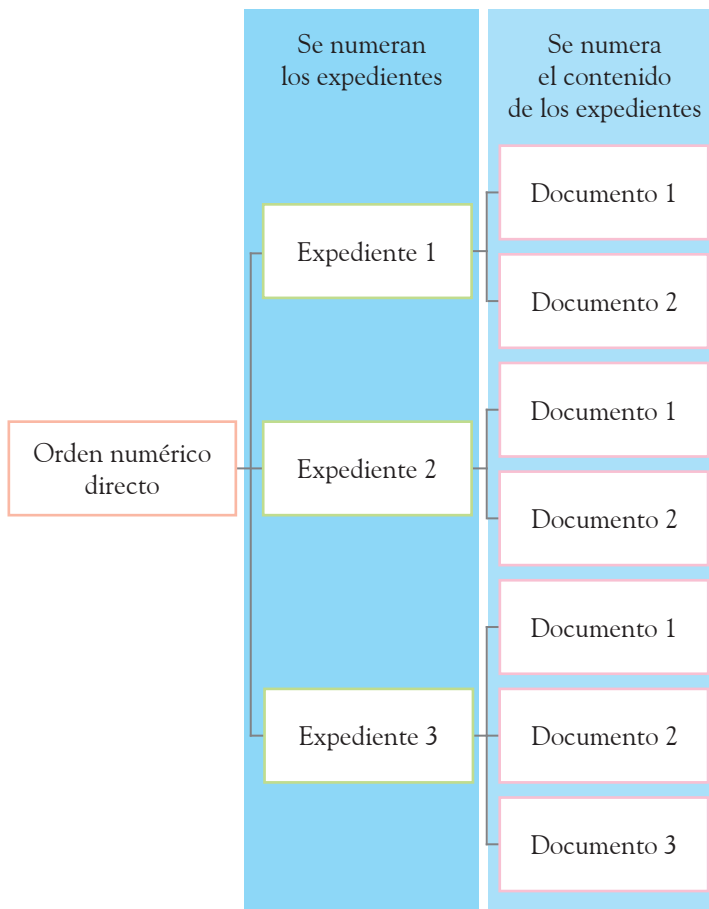 Se numeran
los expedientes
Se numera
el contenido
de los expedientes
Orden numérico
directo
Expediente 1
Documento 1
Documento 2
Expediente 2
Documento 1
Documento 2
Expediente 3
Documento 1
Documento 2
Documento 3